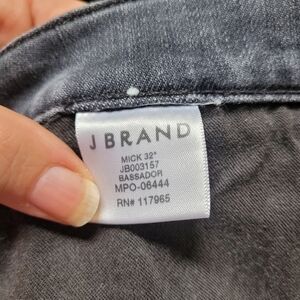 J BRAND
MICK 32"
JB003157
BASSADOR
MPO-06444
RN# 117965